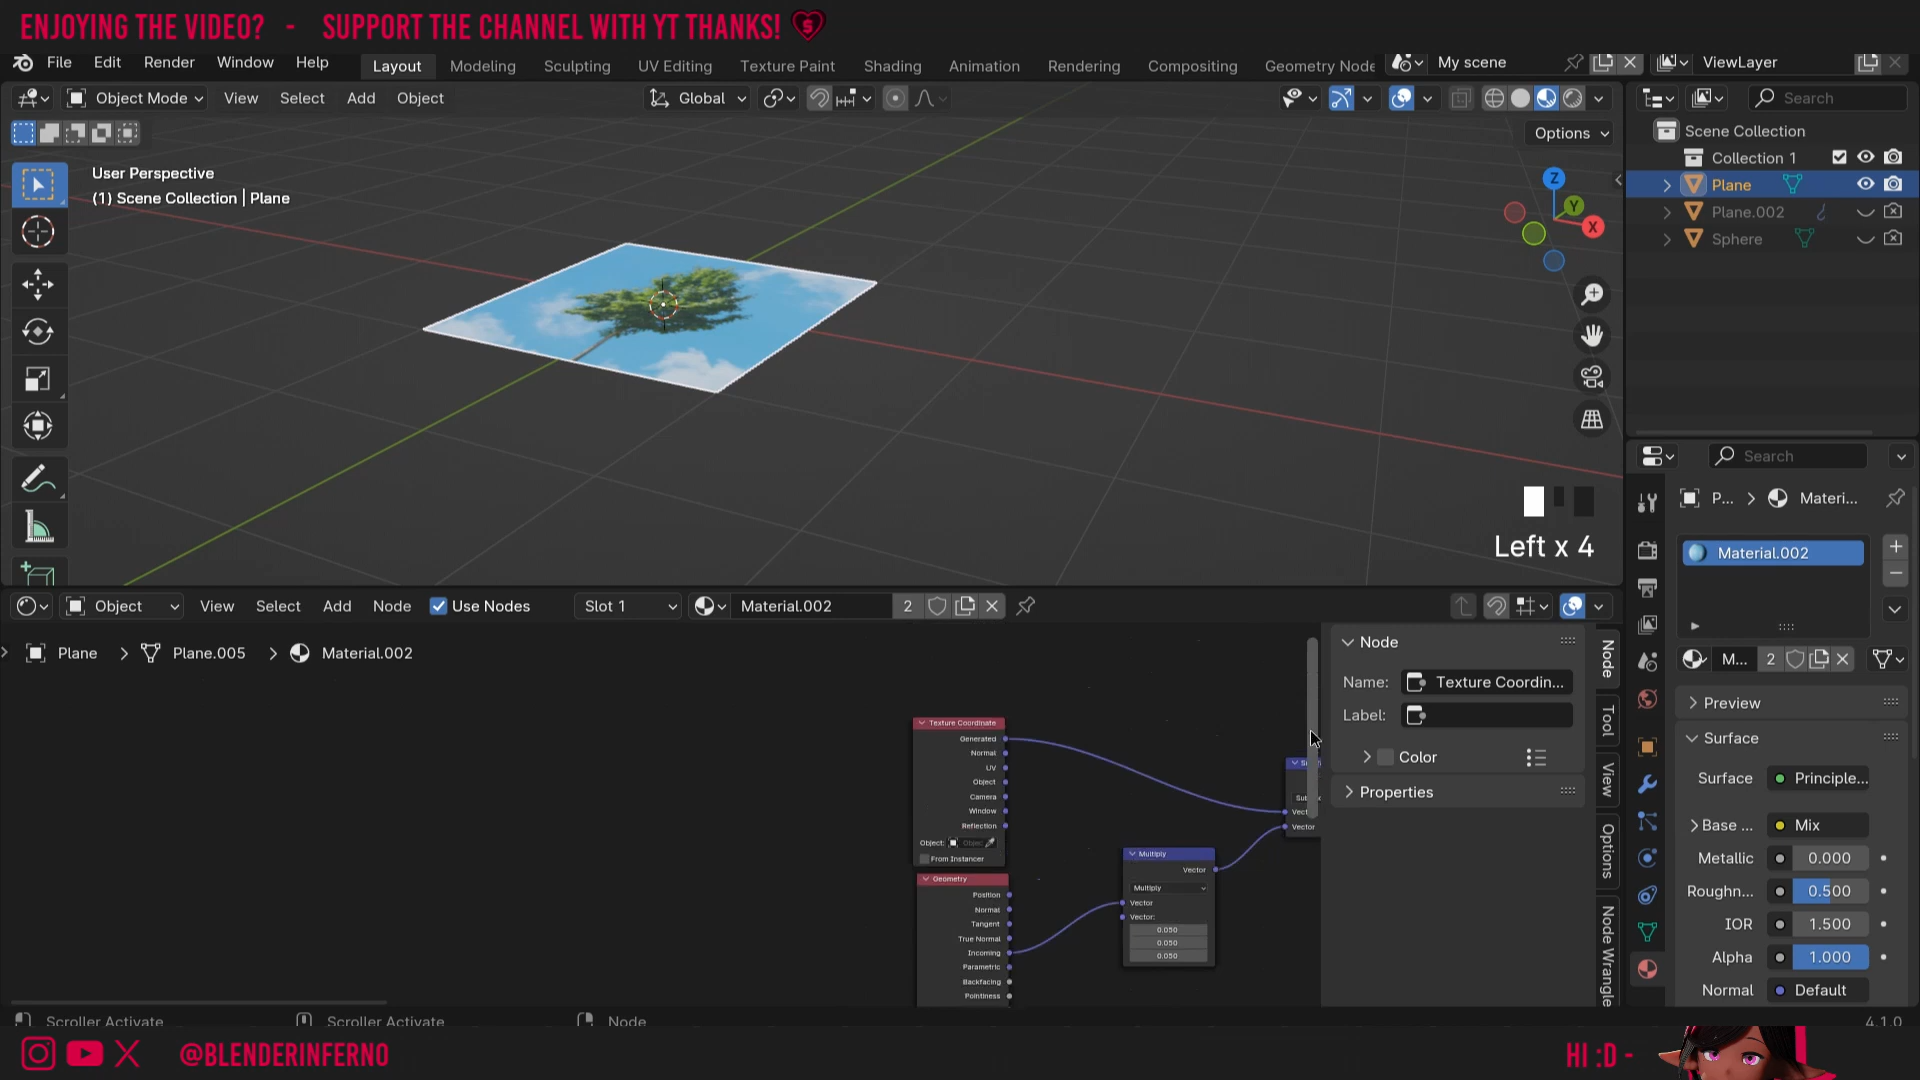 ENJOYING THE VIDEO? - SUPPORT THE CHANNEL WITH YT THANKS!
File Edit Render Window Help Layout Modeling Sculpting UV Editing Texture Paint Shading Animation Rendering Compositing Geometry Node My scene ViewLayer
Object Mode View Select Add Object Global Search
Options
User Perspective
(1) Scene Collection | Plane
Z
Y
X
Left x 4
Scene Collection
Collection 1
Plane
Plane.002
Sphere
Search
P... > Materi...
Material.002
M... 2
Preview
Surface
Surface Principle...
Base ... Mix
Metallic 0.000
Roughn... 0.500
IOR 1.500
Alpha 1.000
Normal Default
Object View Select Add Node Use Nodes Slot 1 Material.002 2
Plane > Plane.005 > Material.002
Texture Coordinate
Generated
Normal
UV
Object
Camera
Window
Reflection
Object:
From Instancer
Geometry
Position
Normal
Tangent
True Normal
Incoming
Parametric
Backfacing
Pointiness
Multiply
Vector
Multiply
Vector
Vector:
0.050
0.050
0.050
Vector
Node
Name: Texture Coordin...
Label:
Color
Properties
Node
Tool
View
Options
Node Wrangle
Scroller Activate Scroller Activate Node 4.1.0
@BLENDERINFERNO
HI :D -